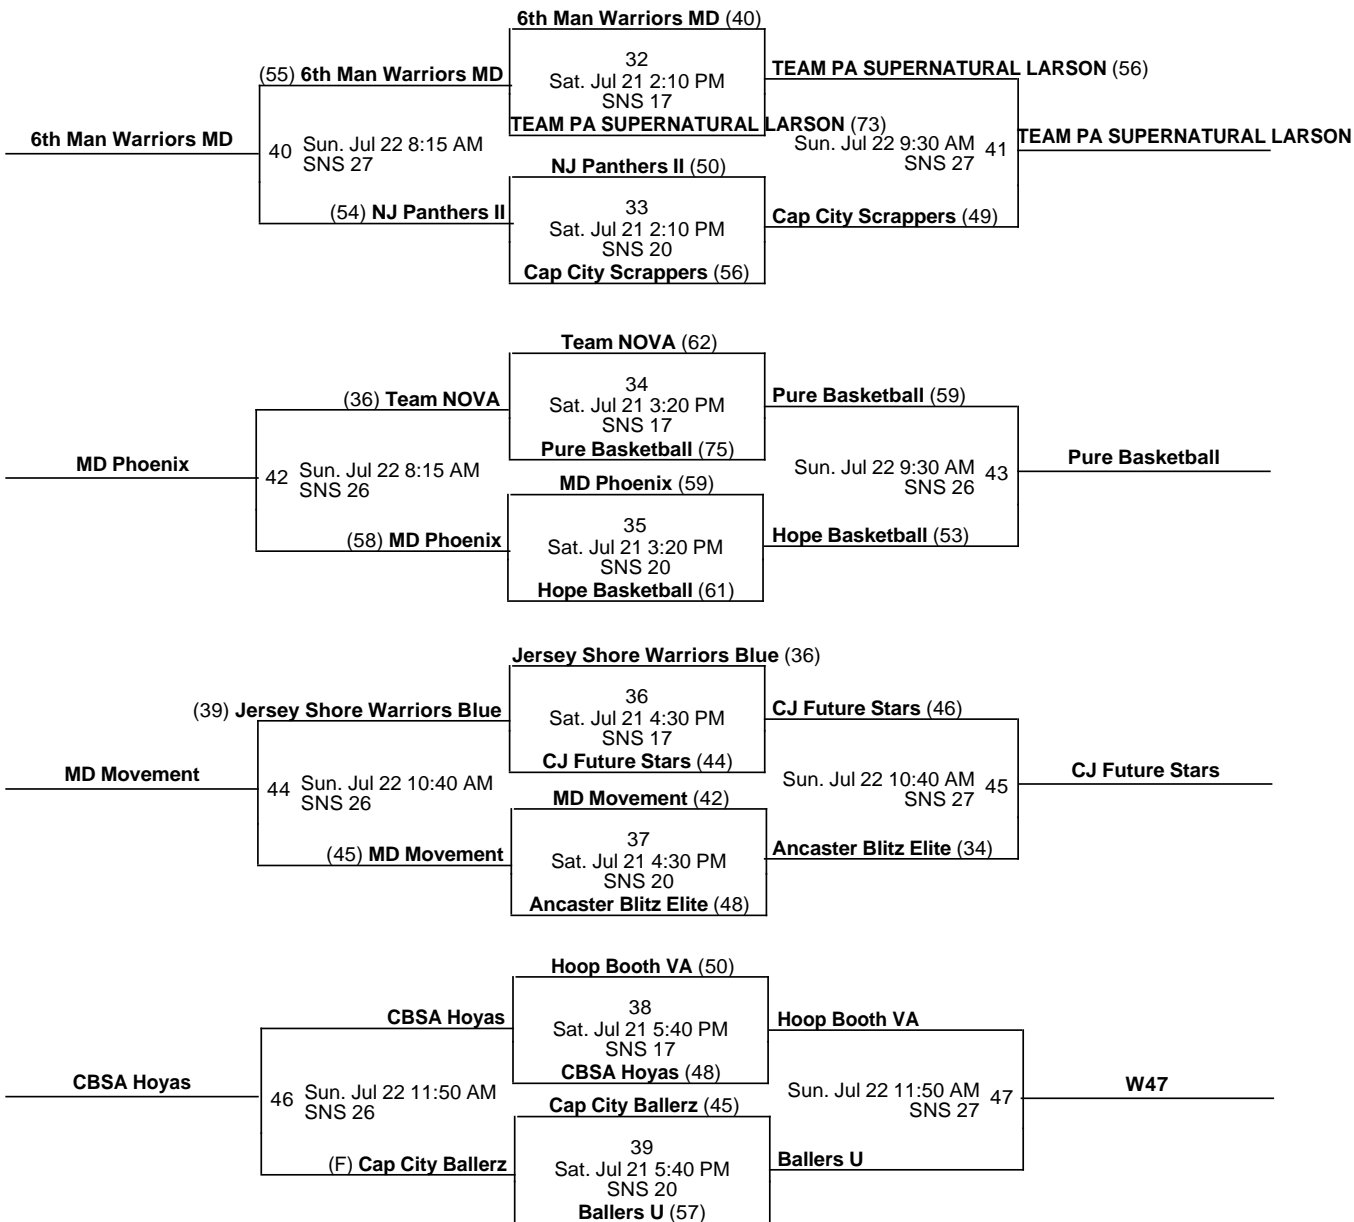 6th Man Warriors MD (40)
32
Sat. Jul 21 2:10 PM
SNS 17
TEAM PA SUPERNATURAL LARSON (73)
(55) 6th Man Warriors MD
TEAM PA SUPERNATURAL LARSON (56)
6th Man Warriors MD
40 Sun. Jul 22 8:15 AM
SNS 27
Sun. Jul 22 9:30 AM 41
SNS 27
TEAM PA SUPERNATURAL LARSON
NJ Panthers II (50)
33
Sat. Jul 21 2:10 PM
SNS 20
Cap City Scrappers (56)
(54) NJ Panthers II
Cap City Scrappers (49)
Team NOVA (62)
34
Sat. Jul 21 3:20 PM
SNS 17
Pure Basketball (75)
(36) Team NOVA
Pure Basketball (59)
MD Phoenix
42 Sun. Jul 22 8:15 AM
SNS 26
Sun. Jul 22 9:30 AM 43
SNS 26
Pure Basketball
MD Phoenix (59)
35
Sat. Jul 21 3:20 PM
SNS 20
Hope Basketball (61)
(58) MD Phoenix
Hope Basketball (53)
Jersey Shore Warriors Blue (36)
36
Sat. Jul 21 4:30 PM
SNS 17
CJ Future Stars (44)
(39) Jersey Shore Warriors Blue
CJ Future Stars (46)
MD Movement
44 Sun. Jul 22 10:40 AM
SNS 26
Sun. Jul 22 10:40 AM 45
SNS 27
CJ Future Stars
MD Movement (42)
37
Sat. Jul 21 4:30 PM
SNS 20
Ancaster Blitz Elite (48)
(45) MD Movement
Ancaster Blitz Elite (34)
Hoop Booth VA (50)
38
Sat. Jul 21 5:40 PM
SNS 17
CBSA Hoyas (48)
CBSA Hoyas
Hoop Booth VA
CBSA Hoyas
46 Sun. Jul 22 11:50 AM
SNS 26
Sun. Jul 22 11:50 AM 47
SNS 27
W47
Cap City Ballerz (45)
39
Sat. Jul 21 5:40 PM
SNS 20
Ballers U (57)
(F) Cap City Ballerz
Ballers U